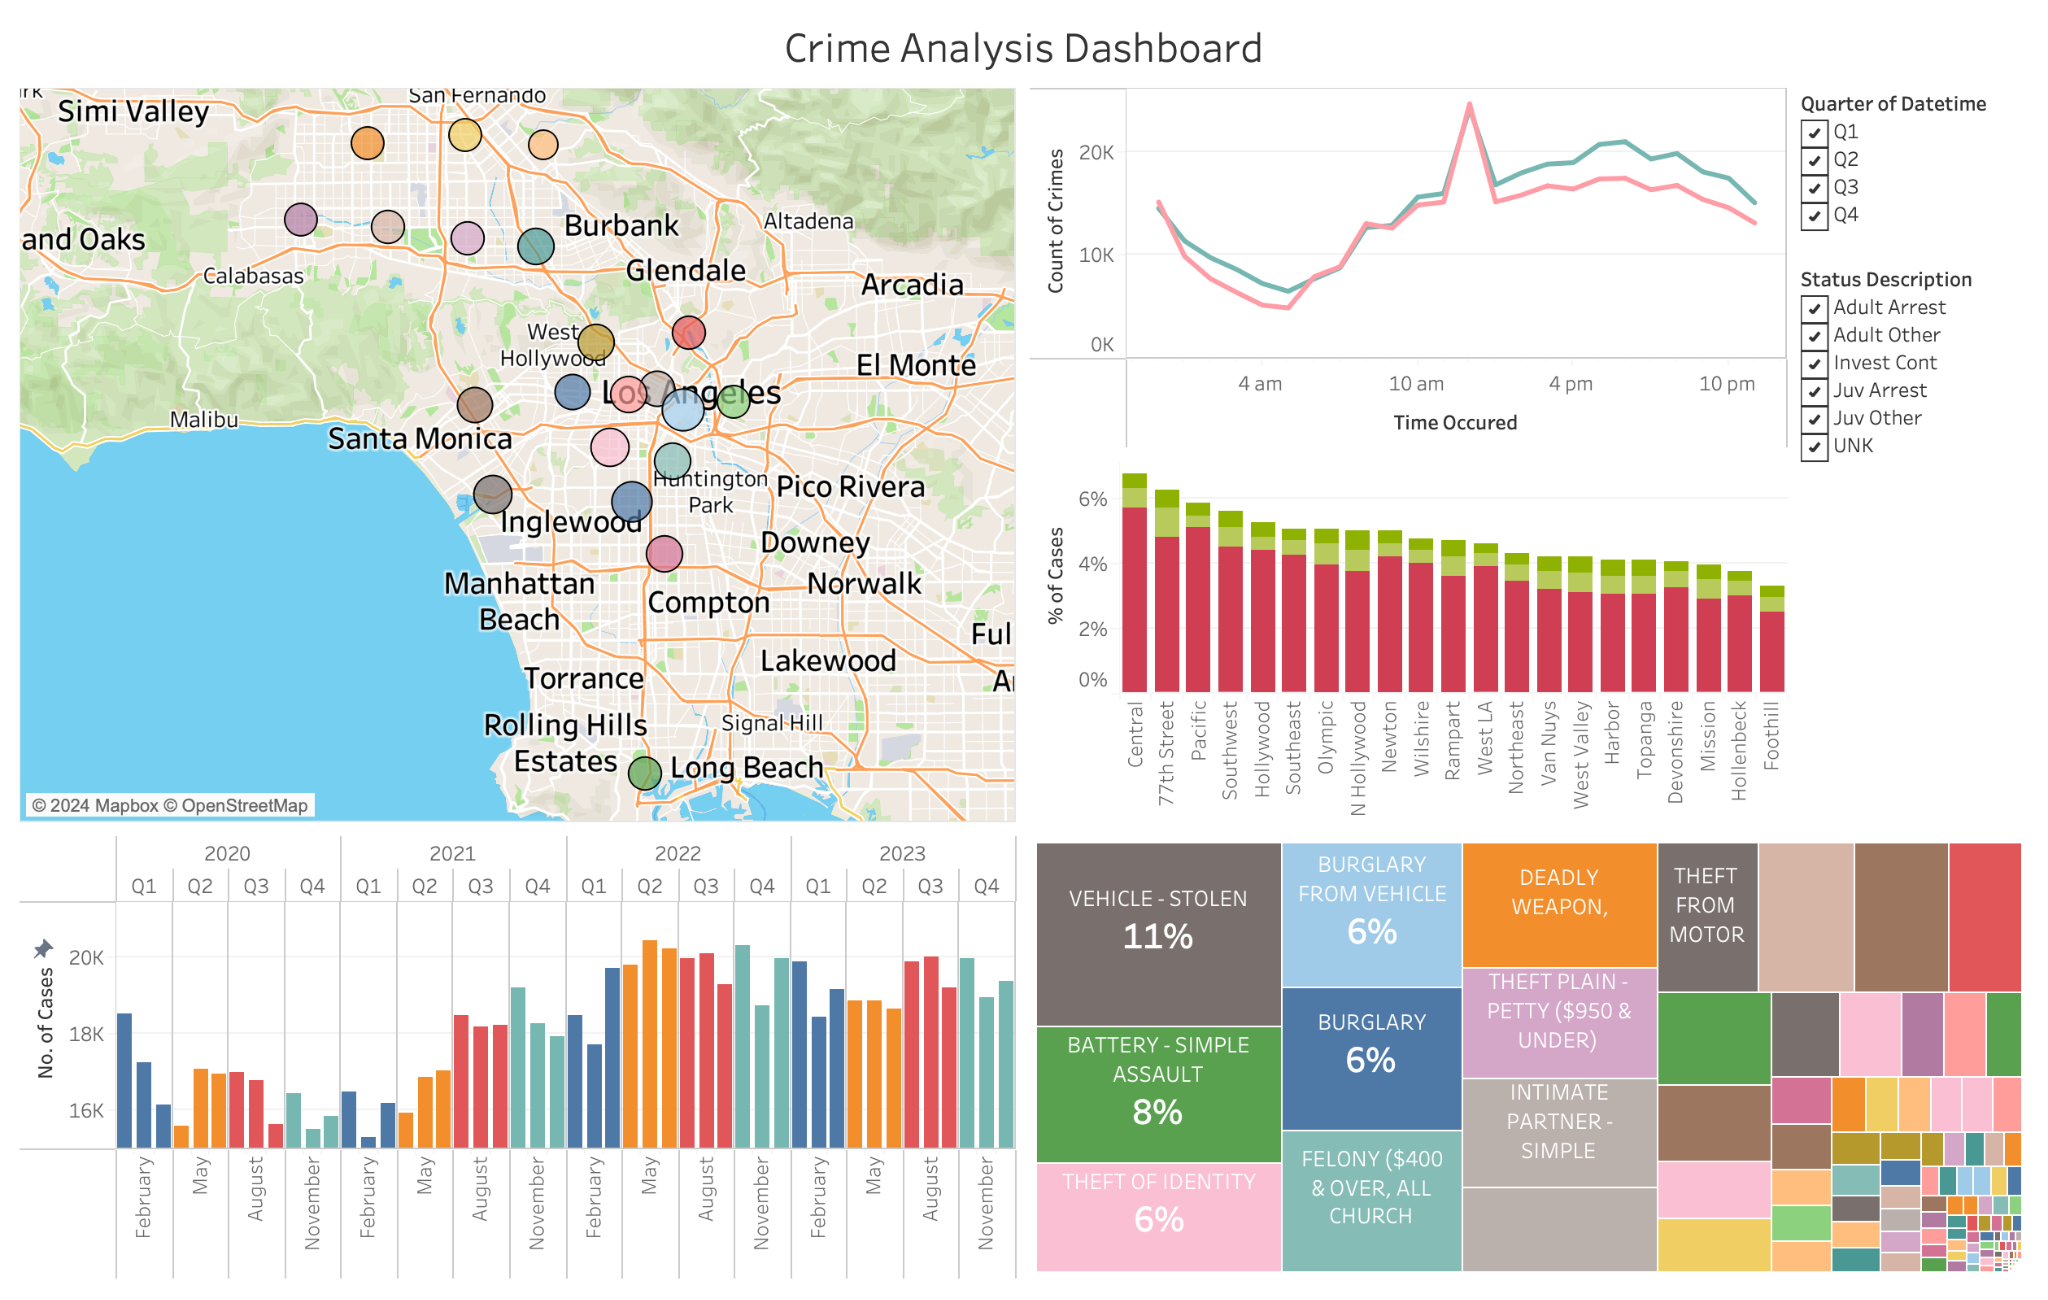 Crime Analysis Dashboard
San Fernando
Simi Valley
Burbank
Altadena
and Oaks
Calabasas
Glendale
Arcadia
West
Hollywood
El Monte
Los Angeles
Malibu
Santa Monica
Huntington
Park
Pico Rivera
Inglewood
Downey
Manhattan
Beach
Norwalk
Compton
Ful
Lakewood
Torrance
Rolling Hills
Estates
Signal Hill
Long Beach
© 2024 Mapbox © OpenStreetMap
Count of Crimes
20K
10K
0K
4 am
10 am
4 pm
10 pm
Time Occured
Quarter of Datetime
Q1
Q2
Q3
Q4
Status Description
Adult Arrest
Adult Other
Invest Cont
Juv Arrest
Juv Other
UNK
% of Cases
6%
4%
2%
0%
Central
77th Street
Pacific
Southwest
Hollywood
Southeast
Olympic
N Hollywood
Newton
Wilshire
Rampart
West LA
Northeast
Van Nuys
West Valley
Harbor
Topanga
Devonshire
Mission
Hollenbeck
Foothill
2020 2021 2022 2023
Q1 Q2 Q3 Q4 Q1 Q2 Q3 Q4 Q1 Q2 Q3 Q4 Q1 Q2 Q3 Q4
No. of Cases
20K
18K
16K
February
May
August
November
February
May
August
November
February
May
August
November
February
May
August
November
VEHICLE - STOLEN
11%
BATTERY - SIMPLE
ASSAULT
8%
THEFT OF IDENTITY
6%
BURGLARY
FROM VEHICLE
6%
BURGLARY
6%
FELONY ($400
& OVER, ALL
CHURCH
DEADLY
WEAPON,
THEFT PLAIN -
PETTY ($950 &
UNDER)
INTIMATE
PARTNER -
SIMPLE
THEFT
FROM
MOTOR